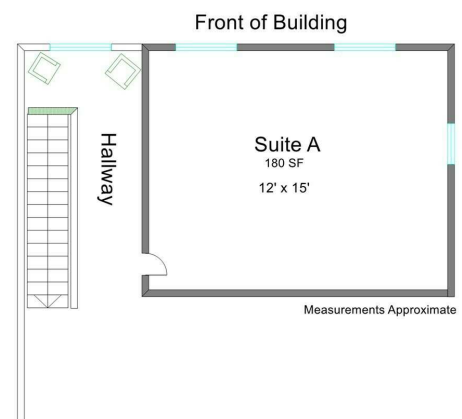 Front of Building
Hallway
Suite A
180 SF
12' x 15'
Measurements Approximate